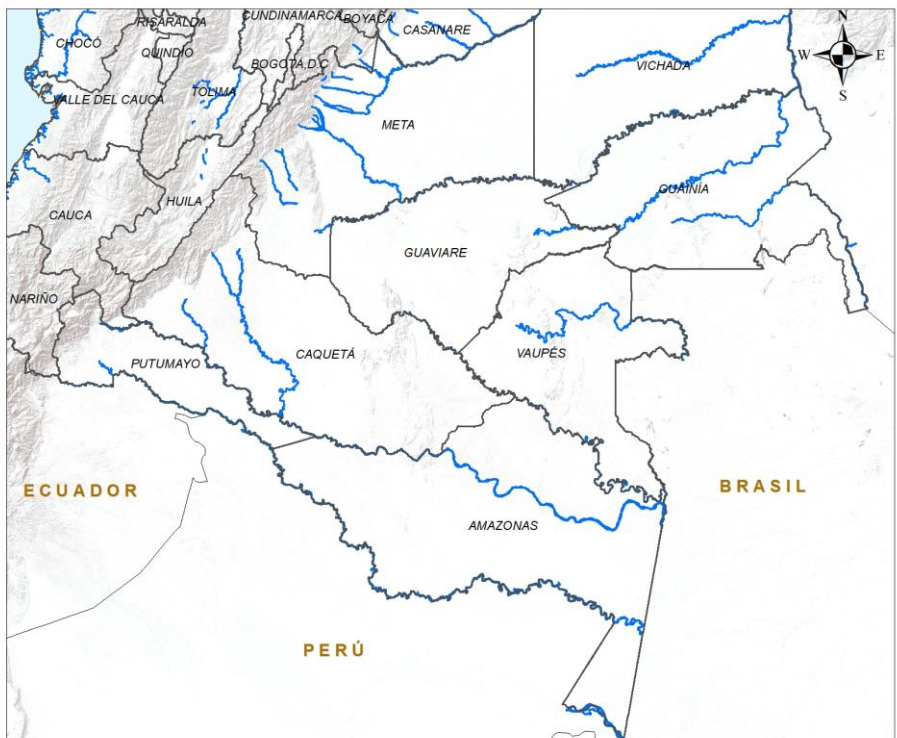 CUNDINAMARCA
BOYACÁ
RISARALDA
CASANARE
N
CHOCÓ
QUINDÍO
BOGOTÁ, D.C
W
E
VICHADA
TOLIMA
S
VALLE DEL CAUCA
META
GUAINÍA
HUILA
CAUCA
GUAVIARE
NARIÑO
CAQUETÁ
VAUPÉS
PUTUMAYO
ECUADOR
BRASIL
AMAZONAS
PERÚ